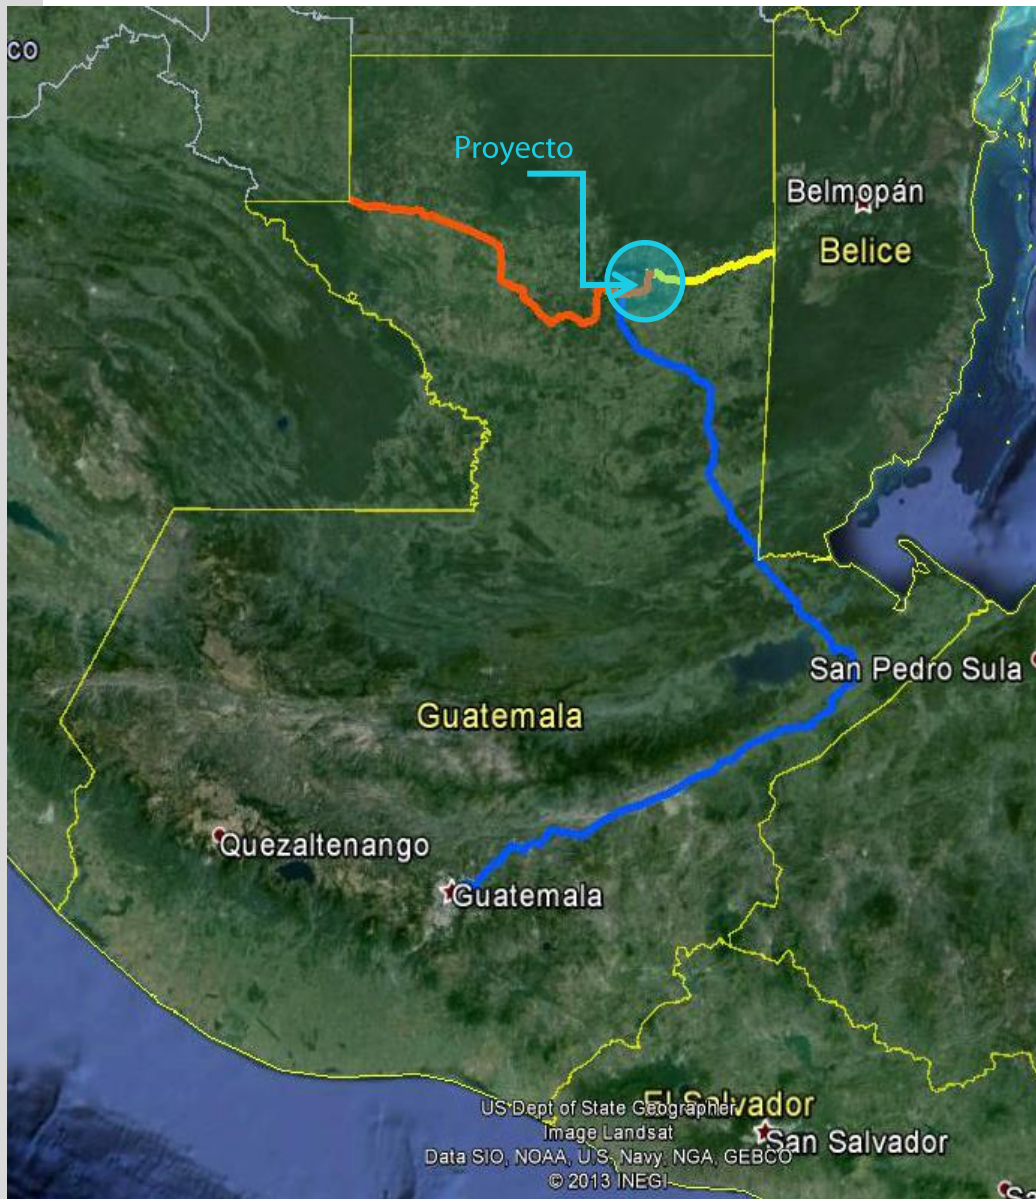 co
Proyecto
Belmopán
Belice
San Pedro Sula
Guatemala
Quezaltenango
Guatemala
El Salvador
US Dept of State Geographer
Image Landsat
San Salvador
Data SIO, NOAA, U.S. Navy, NGA, GEBCO
© 2013 INEGI